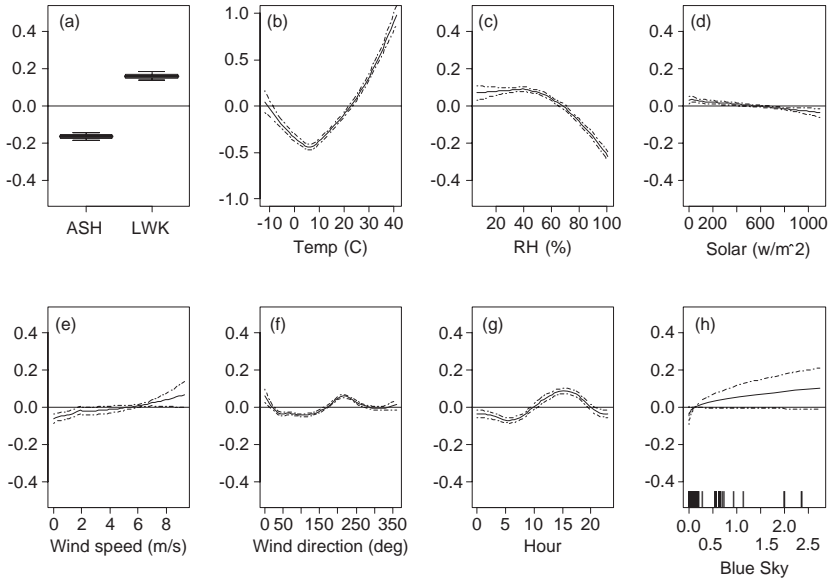 (a)
0.4
0.2
0.0
-0.2
-0.4
ASH LWK
(b)
1.0
0.5
0.0
-0.5
-1.0
-10 0 10 20 30 40
Temp (C)
(c)
0.4
0.2
0.0
-0.2
-0.4
20 40 60 80 100
RH (%)
(d)
0.4
0.2
0.0
-0.2
-0.4
0 200 600 1000
Solar (w/m^2)
(e)
0.4
0.2
0.0
-0.2
-0.4
0 2 4 6 8
Wind speed (m/s)
(f)
0.4
0.2
0.0
-0.2
-0.4
0 50 150 250 350
Wind direction (deg)
(g)
0.4
0.2
0.0
-0.2
-0.4
0 5 10 15 20
Hour
(h)
0.4
0.2
0.0
-0.2
-0.4
0.0 1.0 2.0
0.5 1.5 2.5
Blue Sky